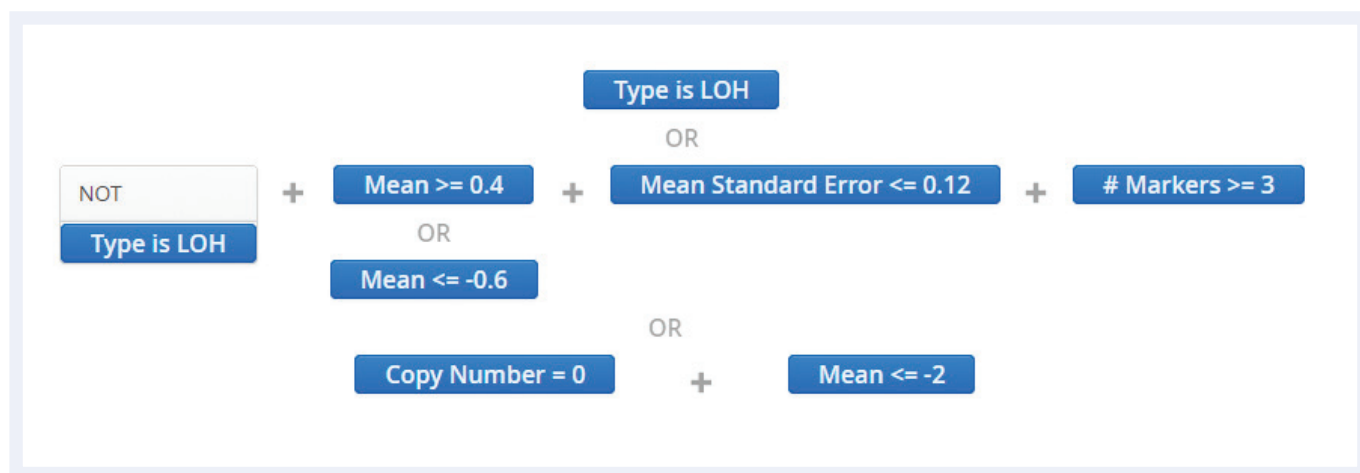 Type is LOH
OR
NOT
Type is LOH
+
Mean >= 0.4
OR
Mean <= -0.6
+
Mean Standard Error <= 0.12
+
# Markers >= 3
OR
Copy Number = 0
+
Mean <= -2